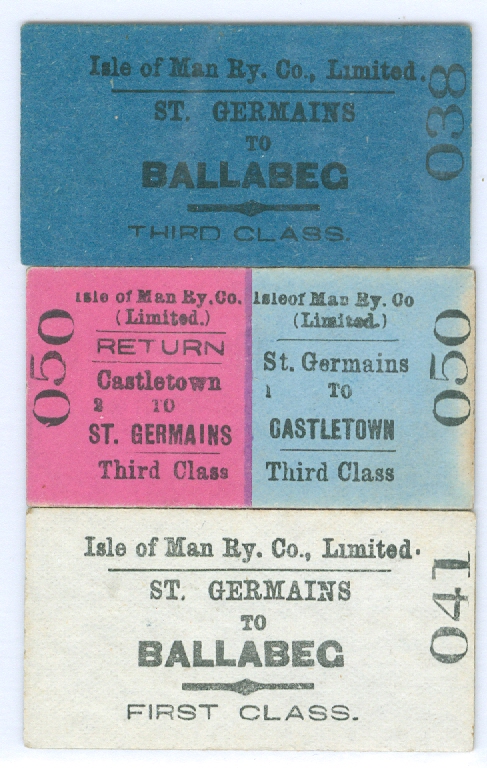 Isle of Man Ry. Co., Limited.
ST. GERMAINS
TO
BALLABEG
THIRD CLASS.
038
050
Isle of Man Ry. Co.
(Limited.)
RETURN
Castletown
2 TO
ST. GERMAINS
Third Class
Isle of Man Ry. Co
(Limited.)
St. Germains
1 TO
CASTLETOWN
Third Class
050
Isle of Man Ry. Co., Limited.
ST. GERMAINS
TO
BALLABEG
FIRST CLASS.
041